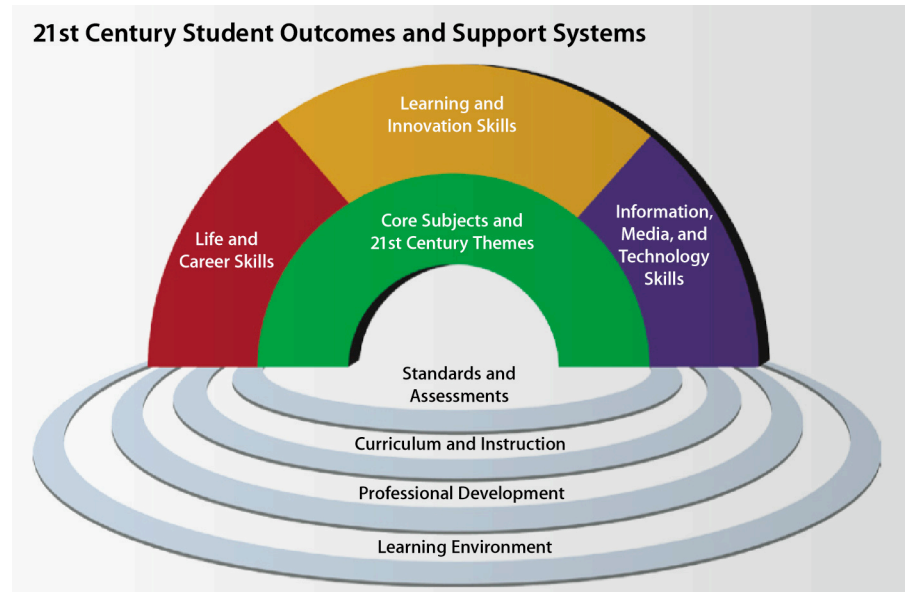 21st Century Student Outcomes and Support Systems
Learning and
Innovation Skills
Core Subjects and
21st Century Themes
Life and
Career Skills
Information,
Media, and
Technology
Skills
Standards and
Assessments
Curriculum and Instruction
Professional Development
Learning Environment